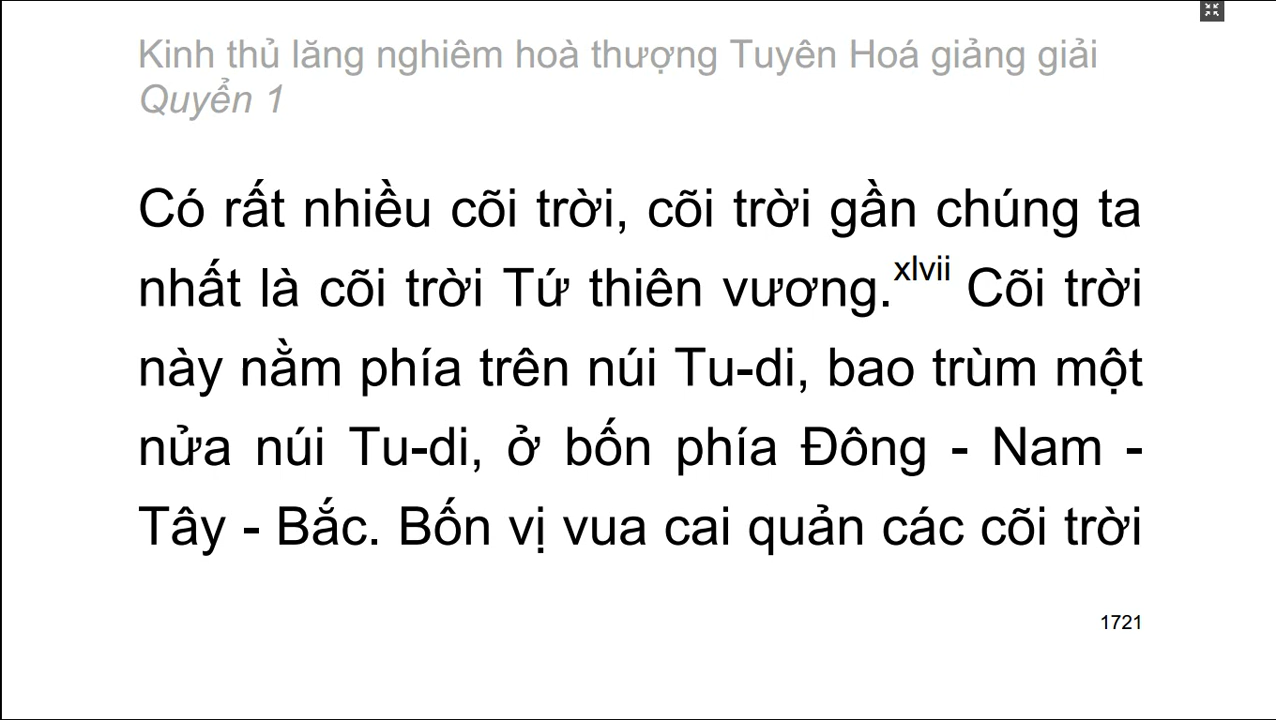 Kinh thủ lăng nghiêm hoà thượng Tuyên Hoá giảng giải
Quyển 1
Có rất nhiều cõi trời, cõi trời gần chúng ta
nhất là cõi trời Tứ thiên vương.xlvii Cõi trời
này nằm phía trên núi Tu-di, bao trùm một
nửa núi Tu-di, ở bốn phía Đông - Nam -
Tây - Bắc. Bốn vị vua cai quản các cõi trời
1721